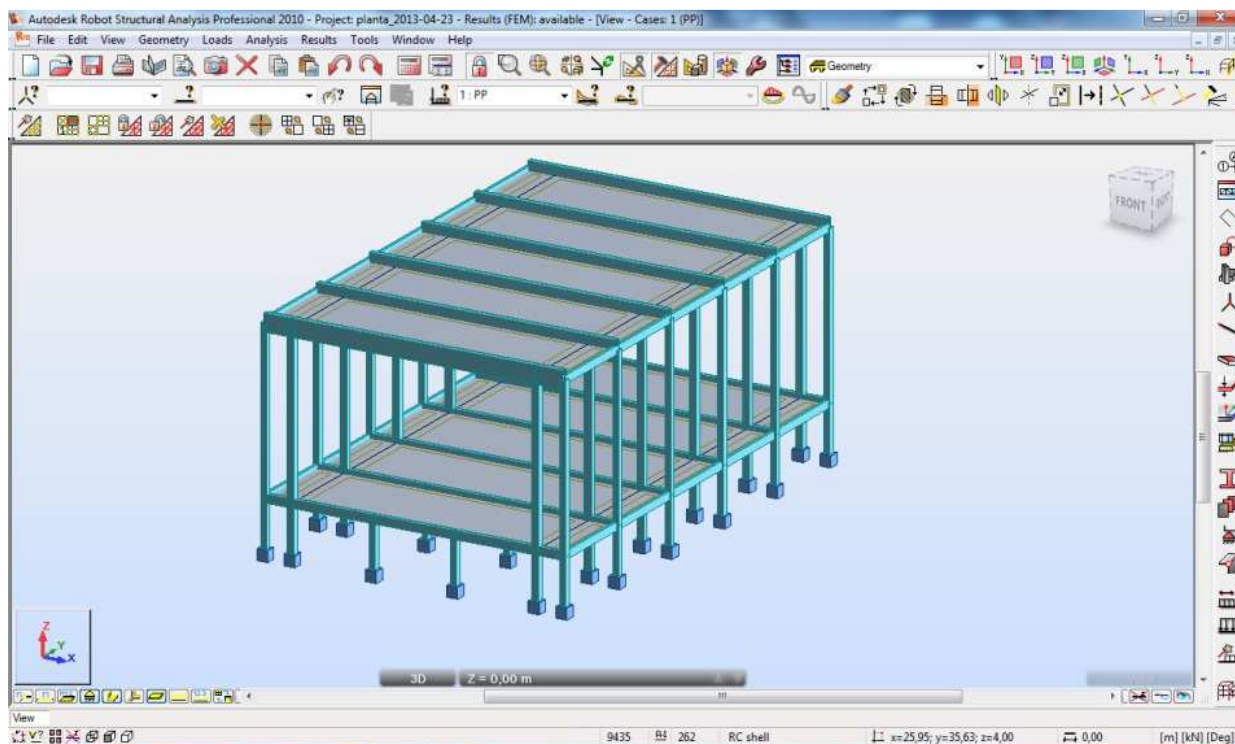 Autodesk Robot Structural Analysis Professional 2010 - Project: planta_2013-04-23 - Results (FEM): available - [View - Cases: 1 (PP)]
File Edit View Geometry Loads Analysis Results Tools Window Help
Geometry
1 : PP
FRONT
Z
Y
X
3D Z = 0,00 m
View
9435 262 RC shell x=25,95; y=35,63; z=4,00 0,00 [m] [kN] [Deg]